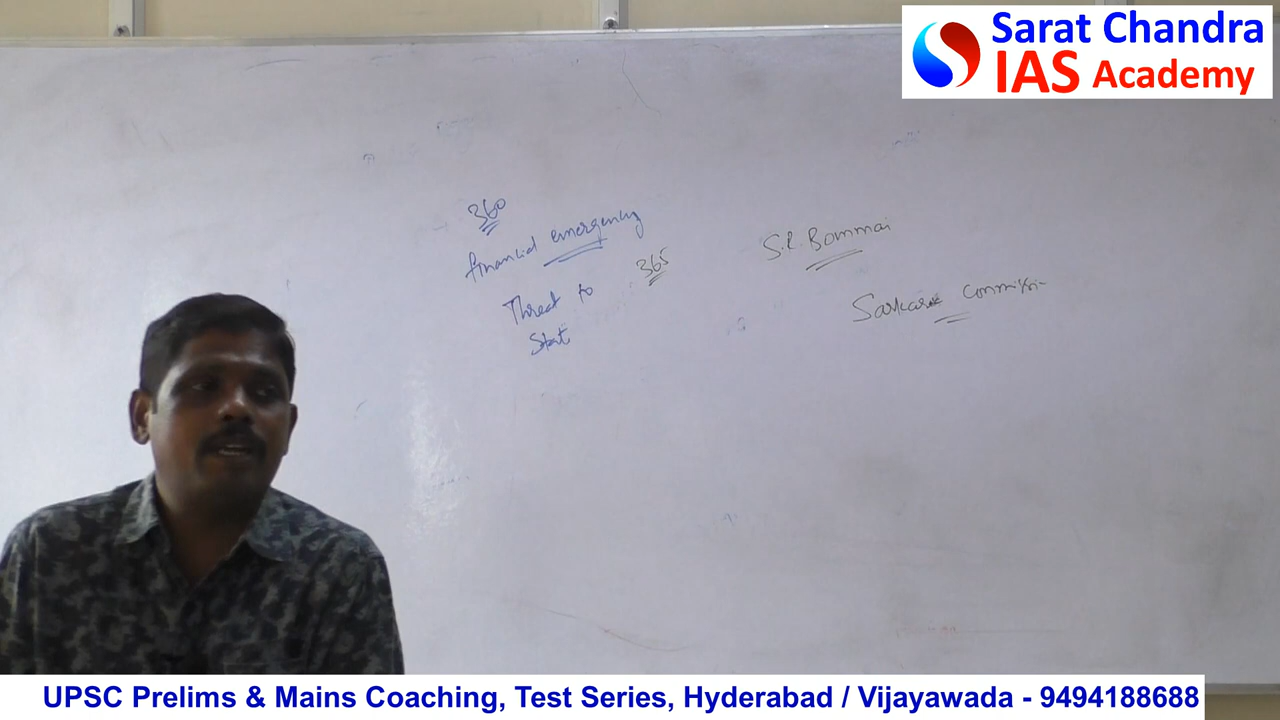 Sarat Chandra
IAS Academy
360
financial emergency
365
Threat to
Stat
S.R. Bommai
Sarkaria Commission
UPSC Prelims & Mains Coaching, Test Series, Hyderabad / Vijayawada - 9494188688